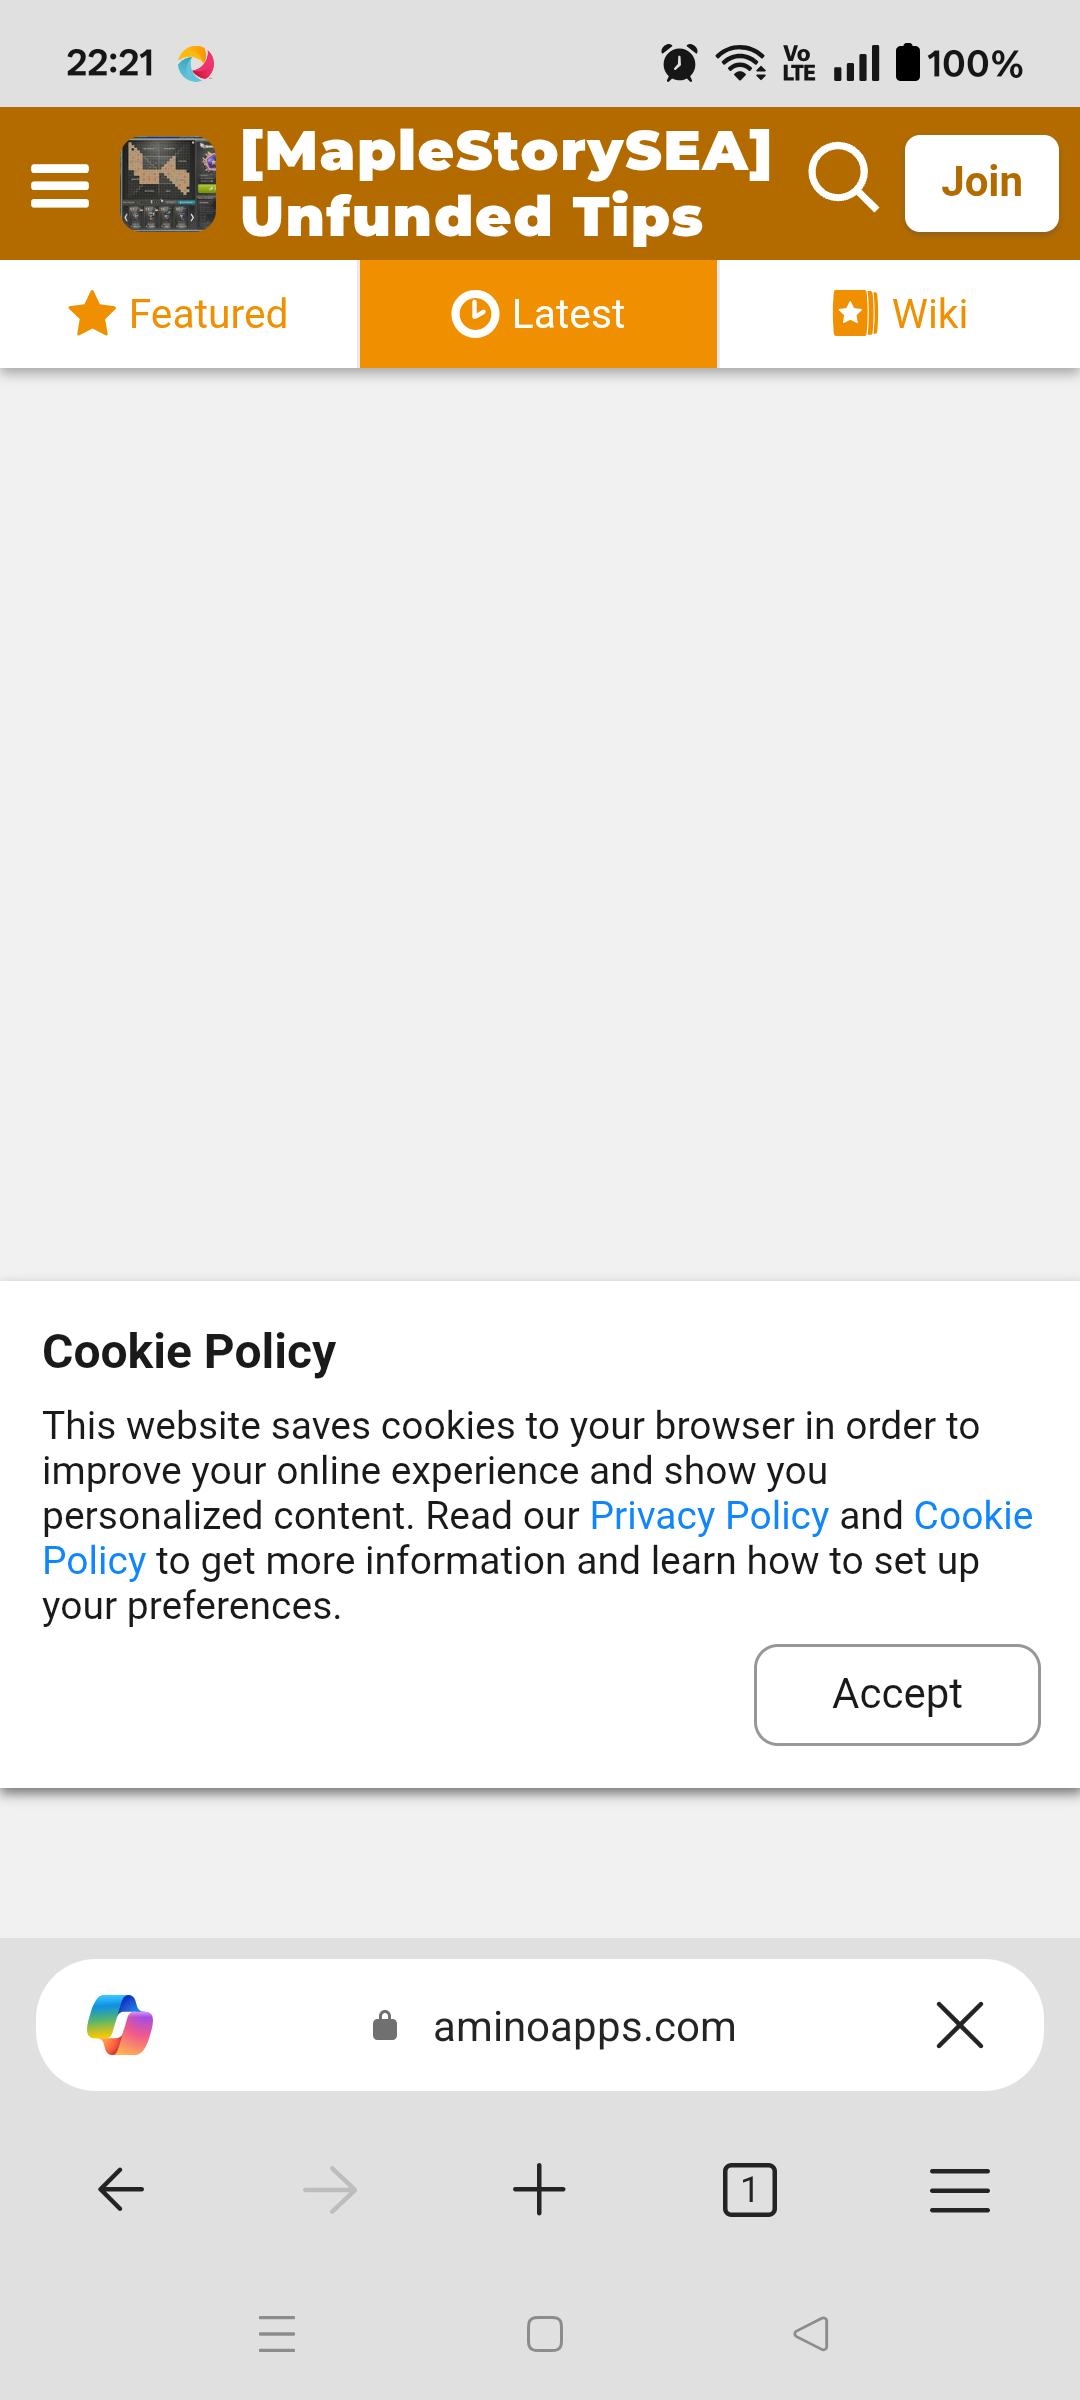 22:21
Vo
LTE
100%
[MapleStorySEA]
Unfunded Tips
Join
Featured
Latest
Wiki
Cookie Policy
This website saves cookies to your browser in order to
improve your online experience and show you
personalized content. Read our Privacy Policy and Cookie
Policy to get more information and learn how to set up
your preferences.
Accept
aminoapps.com
1